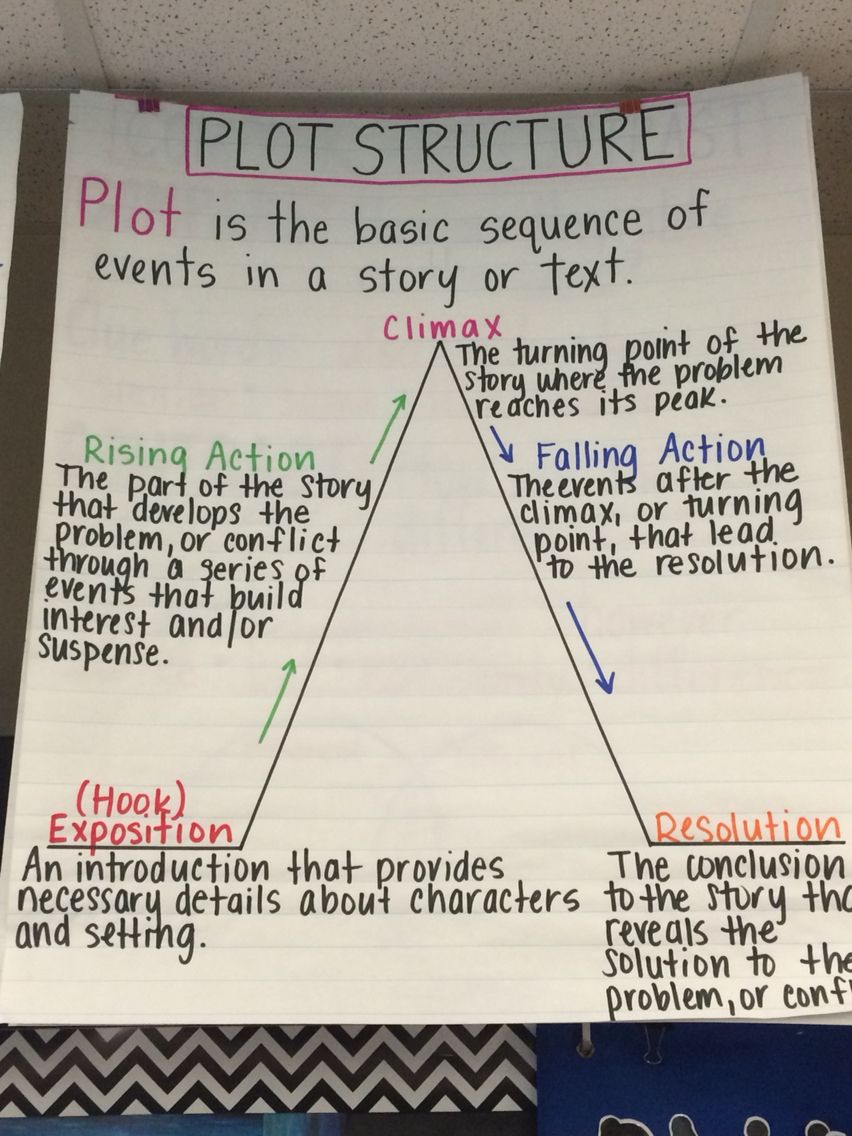 PLOT STRUCTURE
Plot is the basic sequence of
events in a story or text.
Climax
The turning point of the
story where the problem
reaches its peak.
Rising Action
The part of the story
that develops the
problem, or conflict
through a series of
events that build
interest and/or
suspense.
Falling Action
The events after the
climax, or turning
point, that lead
to the resolution.
(Hook)
Exposition
An introduction that provides
necessary details about characters
and setting.
Resolution
The conclusion
to the story
reveals the
solution to the
problem, or